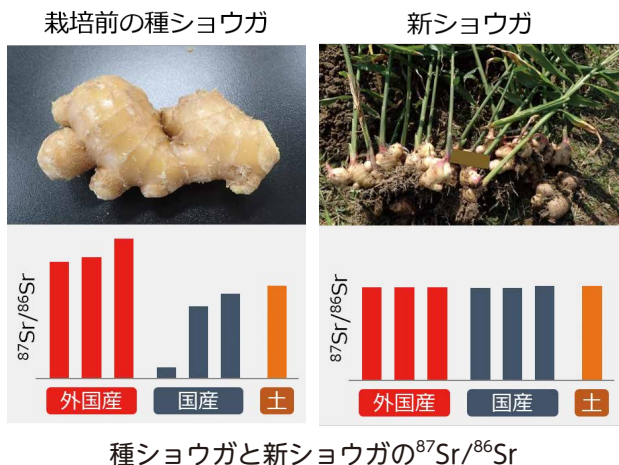 栽培前の種ショウガ
新ショウガ
⁸⁷Sr/⁸⁶Sr
外国産
国産
土
⁸⁷Sr/⁸⁶Sr
外国産
国産
土
種ショウガと新ショウガの⁸⁷Sr/⁸⁶Sr